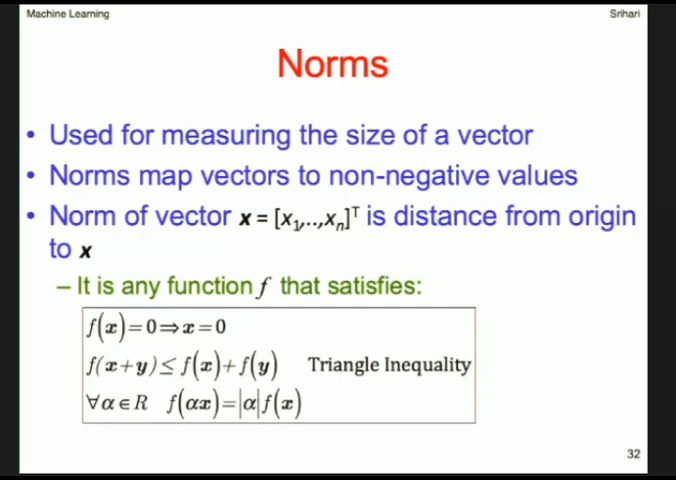 Machine Learning
Srihari
Norms
• Used for measuring the size of a vector
• Norms map vectors to non-negative values
• Norm of vector x = [x₁,..,xₙ]ᵀ is distance from origin
to x
– It is any function f that satisfies:
f(x)=0⇒x=0
f(x+y)≤f(x)+f(y) Triangle Inequality
∀α∈R f(αx)=|α|f(x)
32